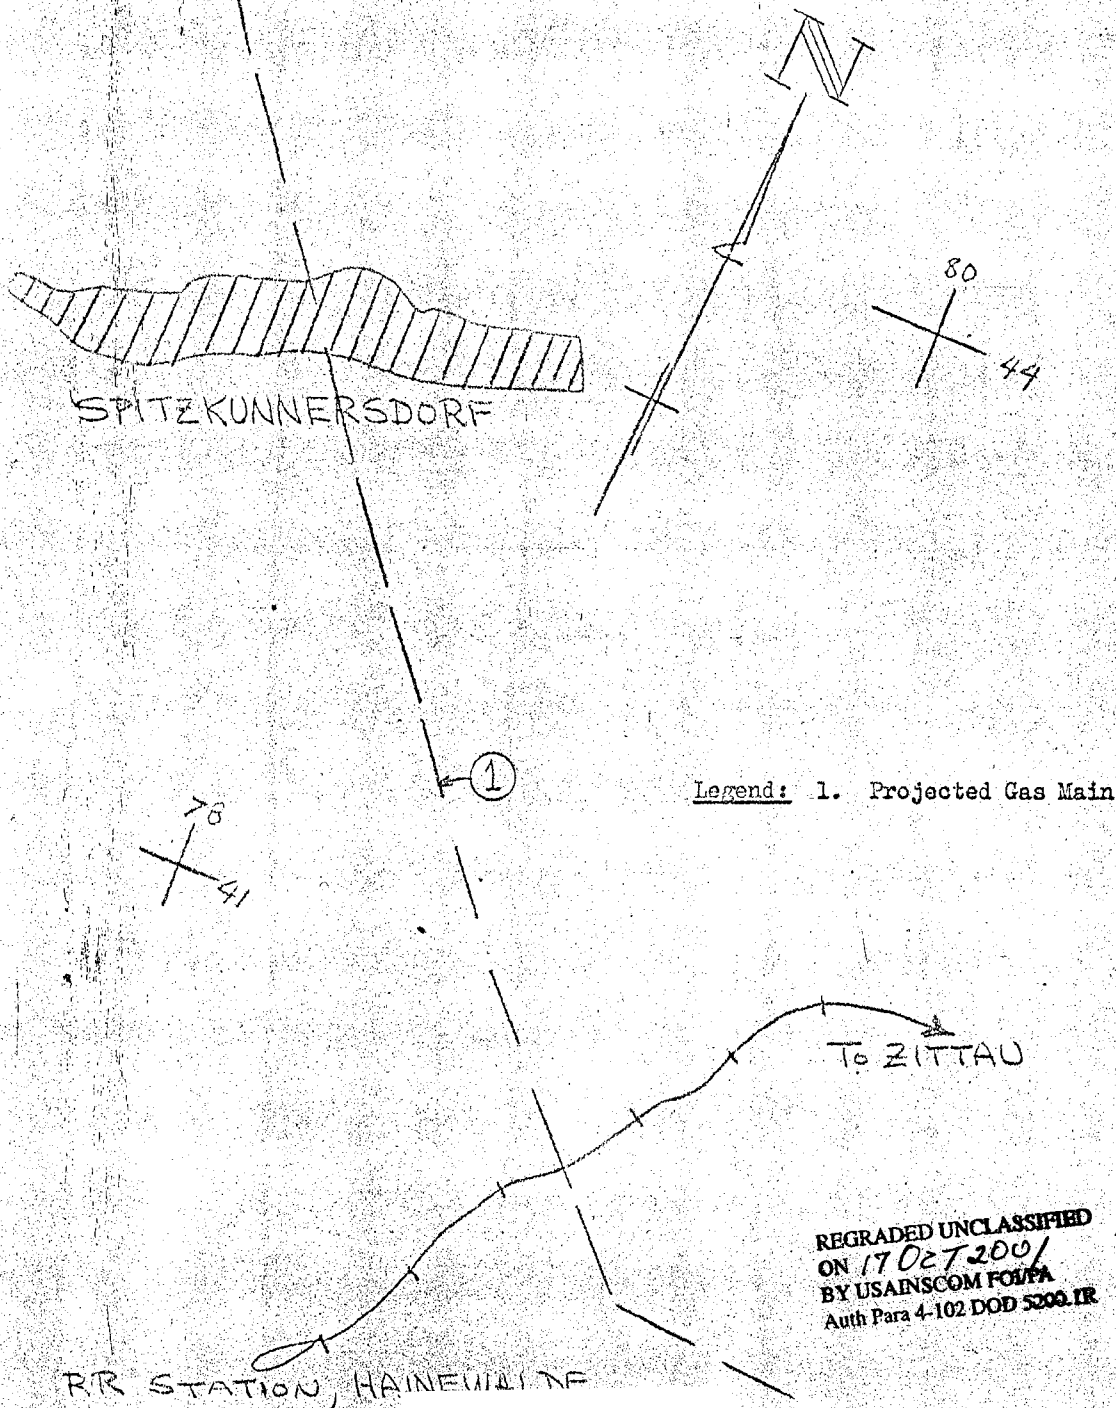 N
80
44
SPITZKUNNERSDORF
1
Legend: 1. Projected Gas Main
41
To ZITTAU
REGRADED UNCLASSIFIED
ON 17 OCT 2001
BY USAINSCOM FOI/PA
Auth Para 4-102 DOD 5200.1R
RR STATION, HAINEWALDE